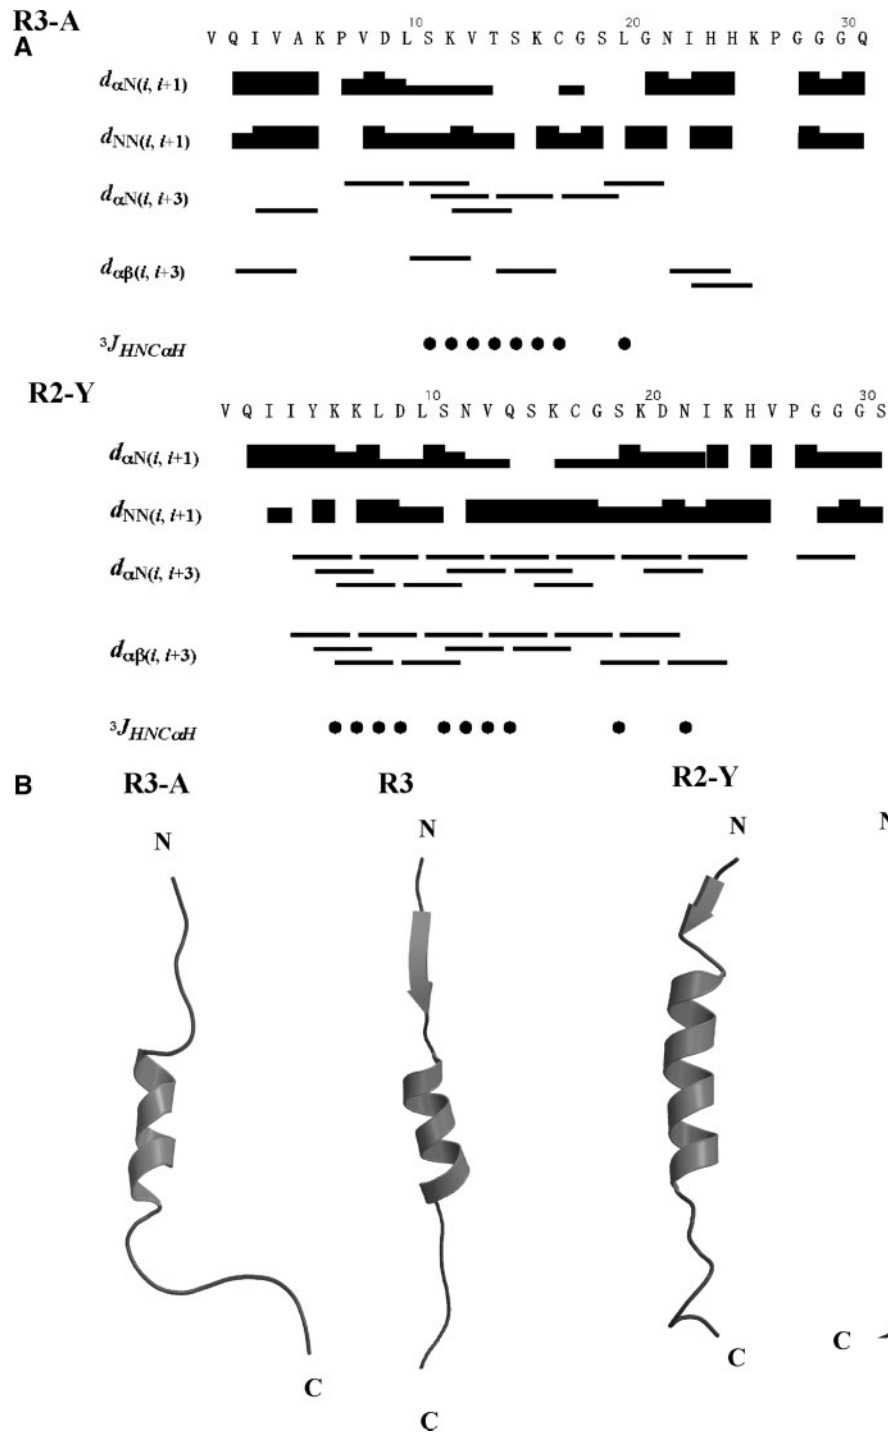 R3-A
A
10 20 30
V Q I V A K P V D L S K V T S K C G S L G N I H H K P G G G Q
dαN(i, i+1)
dNN(i, i+1)
dαN(i, i+3)
dαβ(i, i+3)
³JHNCαH
R2-Y
10 20 30
V Q I I Y K K L D L S N V Q S K C G S K D N I K H V P G G G S
dαN(i, i+1)
dNN(i, i+1)
dαN(i, i+3)
dαβ(i, i+3)
³JHNCαH
B R3-A R3 R2-Y
N N N
C C C